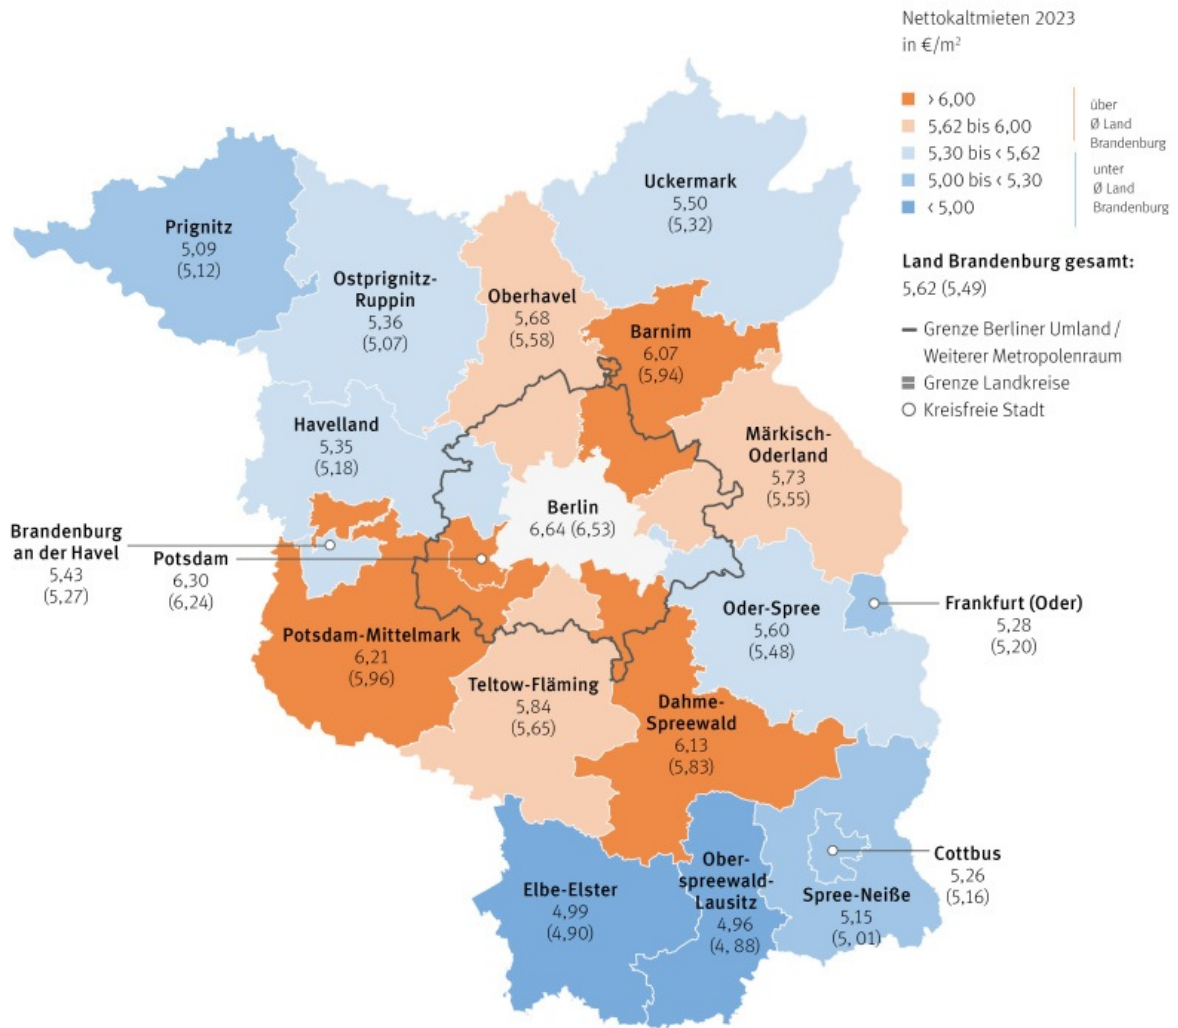 Nettokaltmieten 2023
in €/m²
› 6,00
5,62 bis 6,00
5,30 bis ‹ 5,62
5,00 bis ‹ 5,30
‹ 5,00
über
Ø Land
Brandenburg
unter
Ø Land
Brandenburg
Land Brandenburg gesamt:
5,62 (5,49)
Grenze Berliner Umland /
Weiterer Metropolenraum
Grenze Landkreise
Kreisfreie Stadt
Uckermark
5,50
(5,32)
Prignitz
5,09
(5,12)
Ostprignitz-
Ruppin
5,36
(5,07)
Oberhavel
5,68
(5,58)
Barnim
6,07
(5,94)
Havelland
5,35
(5,18)
Märkisch-
Oderland
5,73
(5,55)
Berlin
6,64 (6,53)
Brandenburg
an der Havel
5,43
(5,27)
Potsdam
6,30
(6,24)
Potsdam-Mittelmark
6,21
(5,96)
Oder-Spree
5,60
(5,48)
Frankfurt (Oder)
5,28
(5,20)
Teltow-Fläming
5,84
(5,65)
Dahme-
Spreewald
6,13
(5,83)
Elbe-Elster
4,99
(4,90)
Ober-
spreewald-
Lausitz
4,96
(4, 88)
Spree-Neiße
5,15
(5, 01)
Cottbus
5,26
(5,16)